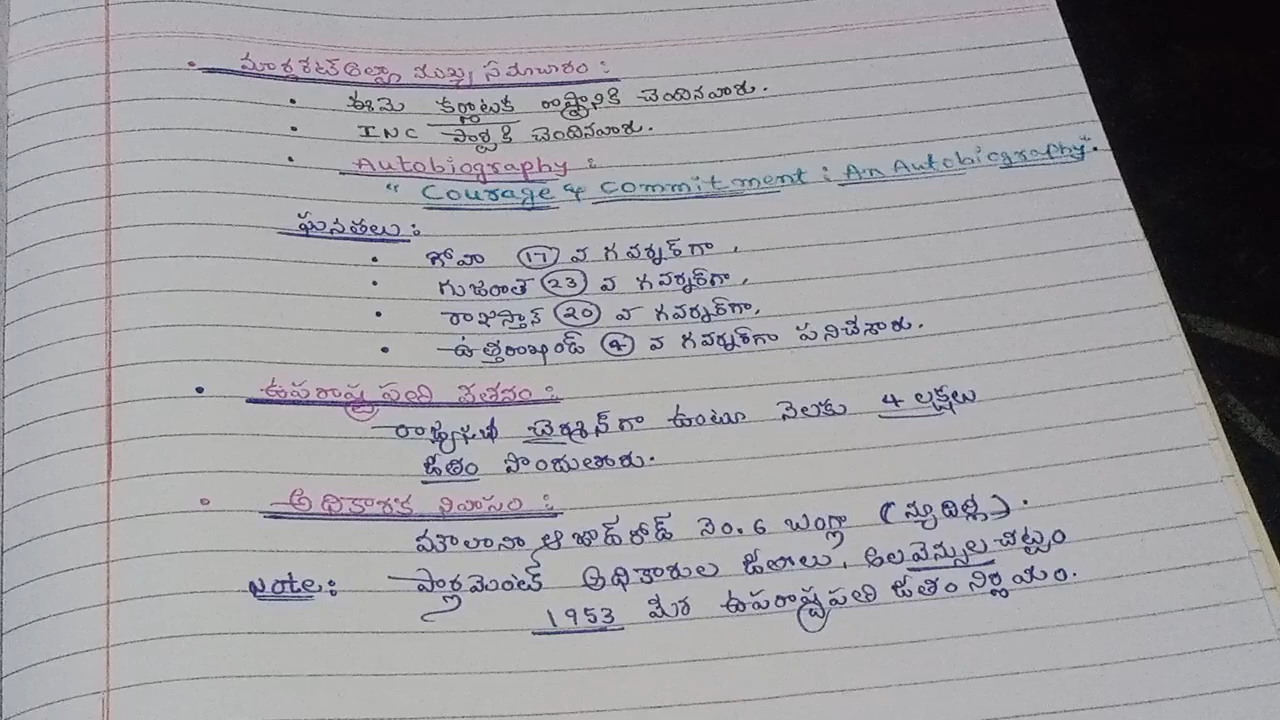 • మార్గరెట్ ఆల్వా ముఖ్య సమాచారం :
• ఈమె కర్ణాటక రాష్ట్రానికి చెందినవారు.
• INC పార్టీకి చెందినవారు.
• Autobiography :
" Courage & Commitment : An Autobiography".
ఘనతలు :
• గోవా 17 వ గవర్నర్‌గా ,
• గుజరాత్ 23 వ గవర్నర్‌గా,
• రాజస్థాన్ 20 వ గవర్నర్‌గా,
• ఉత్తరాఖండ్ 4 వ గవర్నర్‌గా పనిచేశారు.
• ఉపరాష్ట్రపతి వేతనం :
రాజ్యసభ చైర్మన్‌గా ఉంటూ నెలకు 4 లక్షలు
జీతం పొందుతారు.
• అధికారిక నివాసం :
మౌలానా ఆజాద్ రోడ్ నెం. 6 బంగ్లా (న్యూఢిల్లీ).
Note : పార్లమెంట్ అధికారుల జీతాలు, అలవెన్సుల చట్టం
1953 మీద ఉపరాష్ట్రపతి జీతం నిర్ణయం.